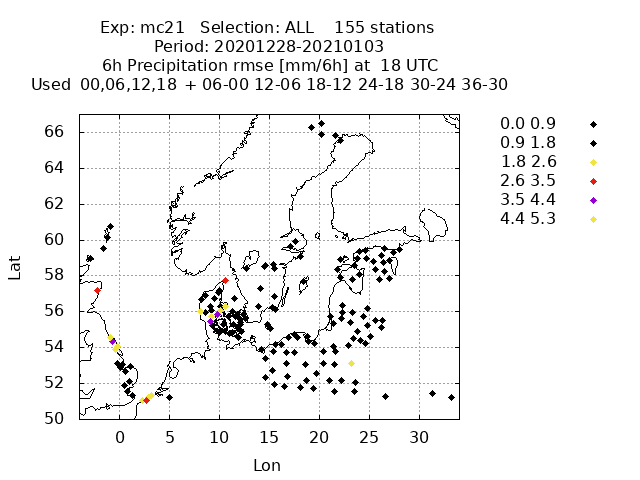 Exp: mc21 Selection: ALL 155 stations
Period: 20201228-20210103
6h Precipitation rmse [mm/6h] at 18 UTC
Used 00,06,12,18 + 06-00 12-06 18-12 24-18 30-24 36-30
0.0 0.9
0.9 1.8
1.8 2.6
2.6 3.5
3.5 4.4
4.4 5.3
66
64
62
60
58
56
54
52
50
Lat
0 5 10 15 20 25 30
Lon